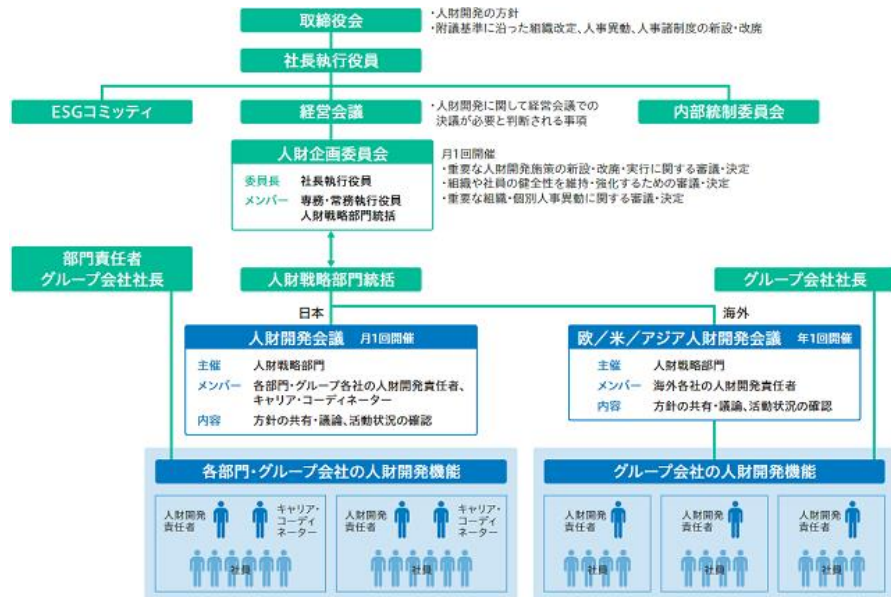 取締役会
・人財開発の方針
・附議基準に沿った組織改定、人事異動、人事諸制度の新設・改廃
社長執行役員
ESGコミッティ
経営会議
・人財開発に関して経営会議での
決議が必要と判断される事項
内部統制委員会
人財企画委員会
委員長 社長執行役員
メンバー 専務・常務執行役員
人財戦略部門統括
月1回開催
・重要な人財開発施策の新設・改廃・実行に関する審議・決定
・組織や社員の健全性を維持・強化するための審議・決定
・重要な組織・個別人事異動に関する審議・決定
部門責任者
グループ会社社長
人財戦略部門統括
グループ会社社長
日本
海外
人財開発会議 月1回開催
主催 人財戦略部門
メンバー 各部門・グループ各社の人財開発責任者、
キャリア・コーディネーター
内容 方針の共有・議論、活動状況の確認
欧／米／アジア人財開発会議 年1回開催
主催 人財戦略部門
メンバー 海外各社の人財開発責任者
内容 方針の共有・議論、活動状況の確認
各部門・グループ会社の人財開発機能
人財開発
責任者
キャリア・
コーディ
ネーター
社員
人財開発
責任者
キャリア・
コーディ
ネーター
社員
グループ会社の人財開発機能
人財開発
責任者
社員
人財開発
責任者
社員
人財開発
責任者
社員